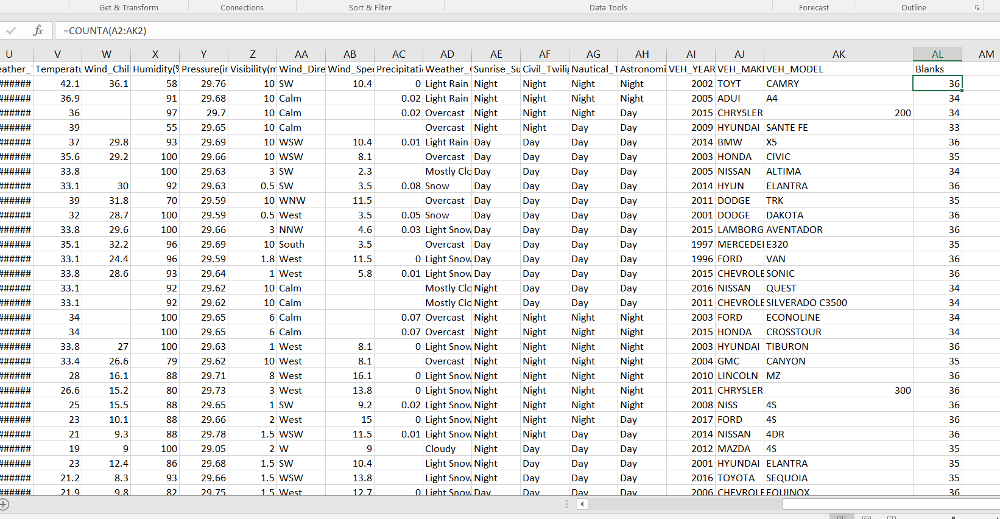 Get & Transform Connections Sort & Filter Data Tools Forecast Outline
fx =COUNTA(A2:AK2)
U V W X Y Z AA AB AC AD AE AF AG AH AI AJ AK AL AM
eather_T Temperatu Wind_Chil Humidity(% Pressure(in Visibility(m Wind_Dire Wind_Spee Precipitati Weather_C Sunrise_Su Civil_Twilig Nautical_T Astronomi VEH_YEAR VEH_MAKI VEH_MODEL Blanks
###### 42.1 36.1 58 29.76 10 SW 10.4 0 Light Rain Night Night Night Night 2002 TOYT CAMRY 36
###### 36.9 91 29.68 10 Calm 0.02 Light Rain Night Night Night Night 2005 ADUI A4 34
###### 36 97 29.7 10 Calm 0.02 Overcast Night Night Night Day 2015 CHRYSLER 200 34
###### 39 55 29.65 10 Calm Overcast Night Night Day Day 2009 HYUNDAI SANTE FE 33
###### 37 29.8 93 29.69 10 WSW 10.4 0.01 Light Rain Day Day Day Day 2014 BMW X5 36
###### 35.6 29.2 100 29.66 10 WSW 8.1 Overcast Day Day Day Day 2003 HONDA CIVIC 35
###### 33.8 100 29.63 3 SW 2.3 Mostly Clo Day Day Day Day 2005 NISSAN ALTIMA 34
###### 33.1 30 92 29.63 0.5 SW 3.5 0.08 Snow Day Day Day Day 2014 HYUN ELANTRA 36
###### 39 31.8 70 29.59 10 WNW 11.5 Overcast Day Day Day Day 2011 DODGE TRK 35
###### 32 28.7 100 29.59 0.5 West 3.5 0.05 Snow Day Day Day Day 2001 DODGE DAKOTA 36
###### 33.8 29.6 100 29.66 3 NNW 4.6 0.03 Light Snow Day Day Day Day 2015 LAMBORG AVENTADOR 36
###### 35.1 32.2 96 29.69 10 South 3.5 Overcast Day Day Day Day 1997 MERCEDE E320 35
###### 33.1 24.4 96 29.59 1.8 West 11.5 0 Light Snow Day Day Day Day 1996 FORD VAN 36
###### 33.8 28.6 93 29.64 1 West 5.8 0.01 Light Snow Day Day Day Day 2015 CHEVROLE SONIC 36
###### 33.1 92 29.62 10 Calm Mostly Clo Night Day Day Day 2016 NISSAN QUEST 34
###### 33.1 92 29.62 10 Calm Mostly Clo Night Day Day Day 2011 CHEVROLE SILVERADO C3500 34
###### 34 100 29.65 6 Calm 0.07 Overcast Night Night Night Night 2003 FORD ECONOLINE 34
###### 34 100 29.65 6 Calm 0.07 Overcast Night Night Night Night 2015 HONDA CROSSTOUR 34
###### 33.8 27 100 29.63 1 West 8.1 0 Light Snow Night Night Night Night 2003 HYUNDAI TIBURON 36
###### 33.4 26.6 79 29.62 10 West 8.1 Overcast Night Night Night Night 2004 GMC CANYON 35
###### 28 16.1 88 29.71 8 West 16.1 0 Light Snow Night Night Night Night 2010 LINCOLN MZ 36
###### 26.6 15.2 80 29.73 3 West 13.8 0 Light Snow Night Night Night Night 2011 CHRYSLER 300 36
###### 25 15.5 88 29.65 1 SW 9.2 0.02 Light Snow Night Night Night Night 2008 NISS 4S 36
###### 23 10.1 88 29.66 2 West 15 0 Light Snow Night Night Night Day 2017 FORD 4S 36
###### 21 9.3 88 29.78 1.5 WSW 11.5 0.01 Light Snow Night Night Day Day 2014 NISSAN 4DR 36
###### 19 9 100 29.05 2 W 9 Cloudy Night Day Day Day 2012 MAZDA 4S 35
###### 23 12.4 86 29.68 1.5 SW 10.4 Light Snow Night Day Day Day 2001 HYUNDAI ELANTRA 35
###### 21.2 8.3 93 29.66 1.5 WSW 13.8 Light Snow Night Day Day Day 2016 TOYOTA SEQUOIA 35
###### 21.9 9.8 82 29.75 1.5 West 12.7 0 Light Snow Day Day Day Day 2006 CHEVROLE EQUINOX 36